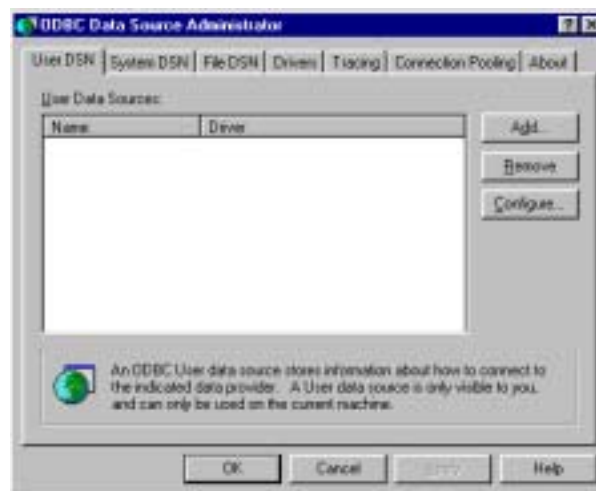 ODBC Data Source Administrator
User DSN System DSN File DSN Drivers Tracing Connection Pooling About
User Data Sources:
Name Driver
Add...
Remove
Configure...
An ODBC User data source stores information about how to connect to
the indicated data provider. A User data source is only visible to you,
and can only be used on the current machine.
OK Cancel Apply Help